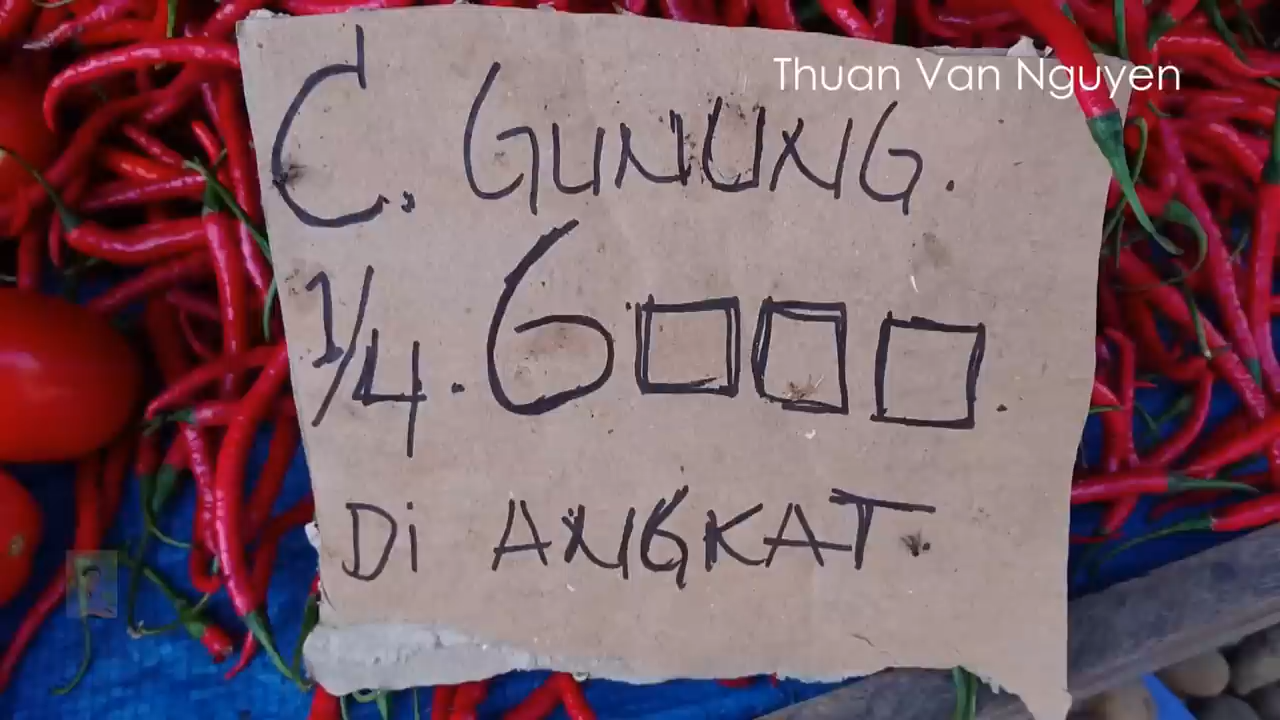 Thuan Van Nguyen
C. GUNUNG.
1/4. 6000.
Di ANGKAT.